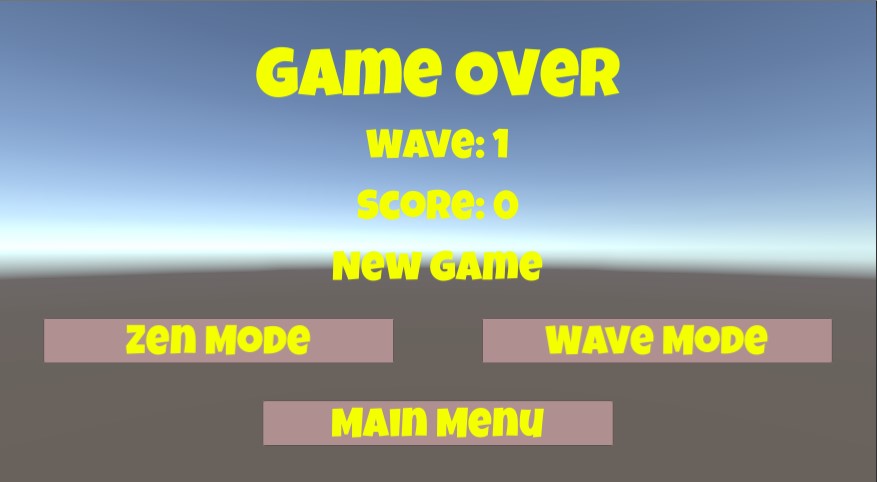 Game Over
Wave: 1
Score: 0
New Game
Zen Mode
Wave Mode
Main Menu